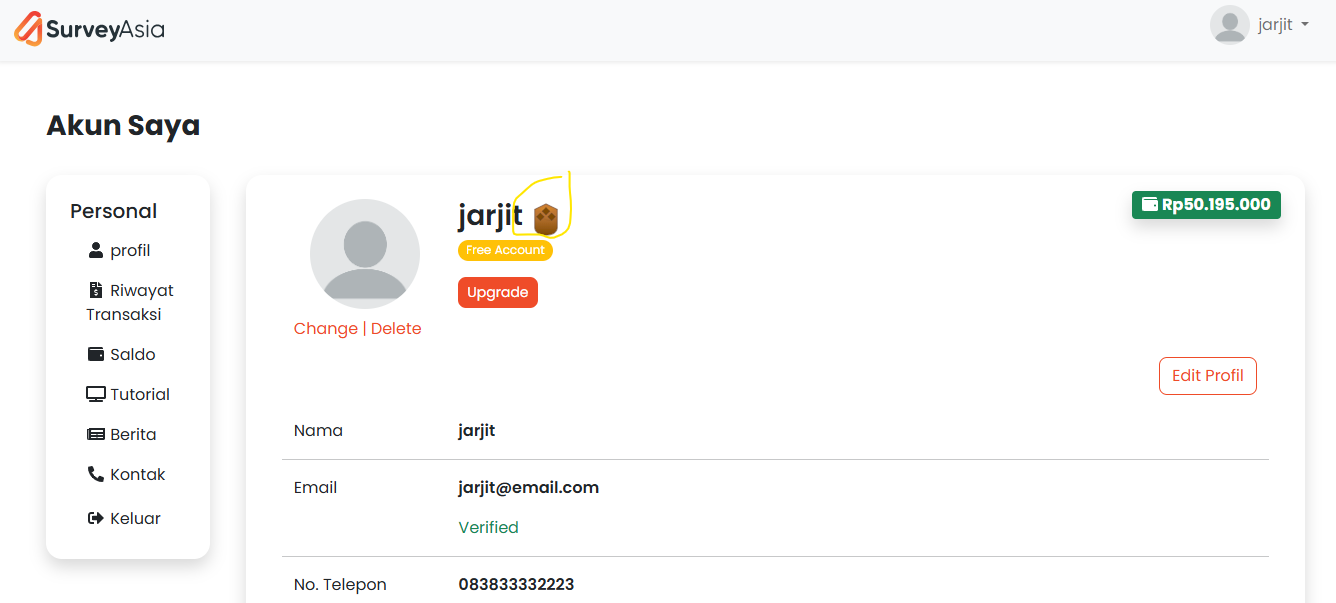 SurveyAsia
jarjit
Akun Saya
Personal
profil
Riwayat
Transaksi
Saldo
Tutorial
Berita
Kontak
Keluar
jarjit
Rp50.195.000
Free Account
Upgrade
Change | Delete
Edit Profil
Nama jarjit
Email jarjit@email.com
Verified
No. Telepon 083833332223